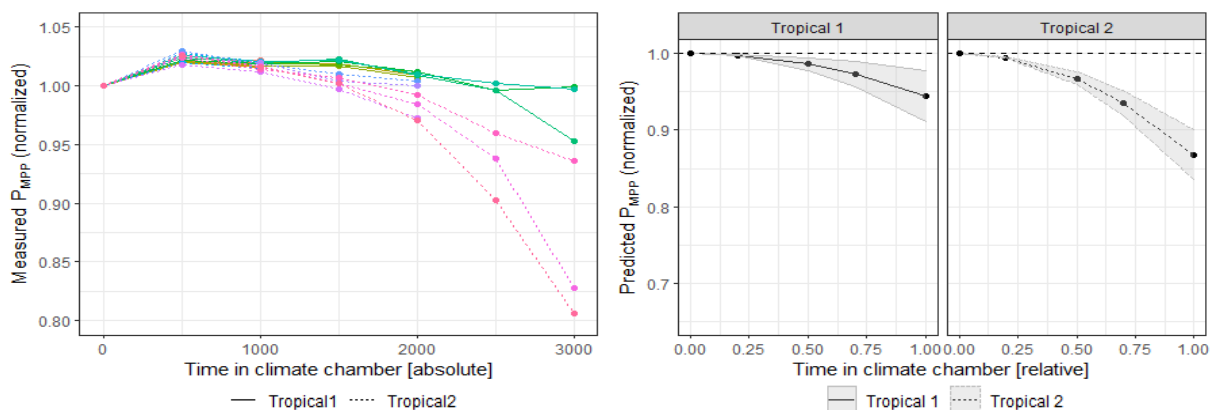 1.05
1.00
0.95
0.90
0.85
0.80
Measured P_MPP (normalized)
0
1000
2000
3000
Time in climate chamber [absolute]
Tropical1
Tropical2
Tropical 1
Tropical 2
1.0
0.9
0.8
0.7
Predicted P_MPP (normalized)
0.00 0.25 0.50 0.75 1.00
0.00 0.25 0.50 0.75 1.00
Time in climate chamber [relative]
Tropical 1
Tropical 2